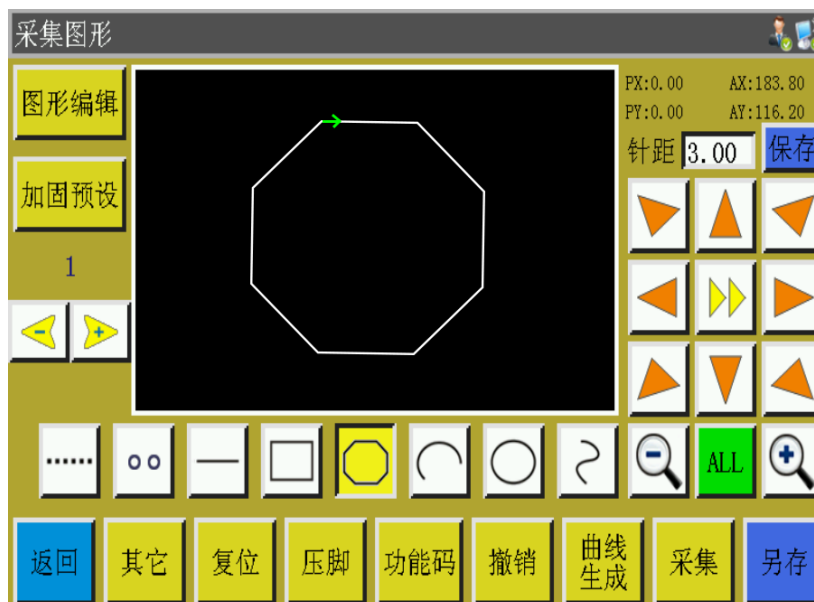 采集图形
图形编辑
PX:0.00 AX:183.80
PY:0.00 AY:116.20
针距 3.00 保存
加固预设
1
- +
ALL
返回 其它 复位 压脚 功能码 撤销 曲线 采集 另存
生成